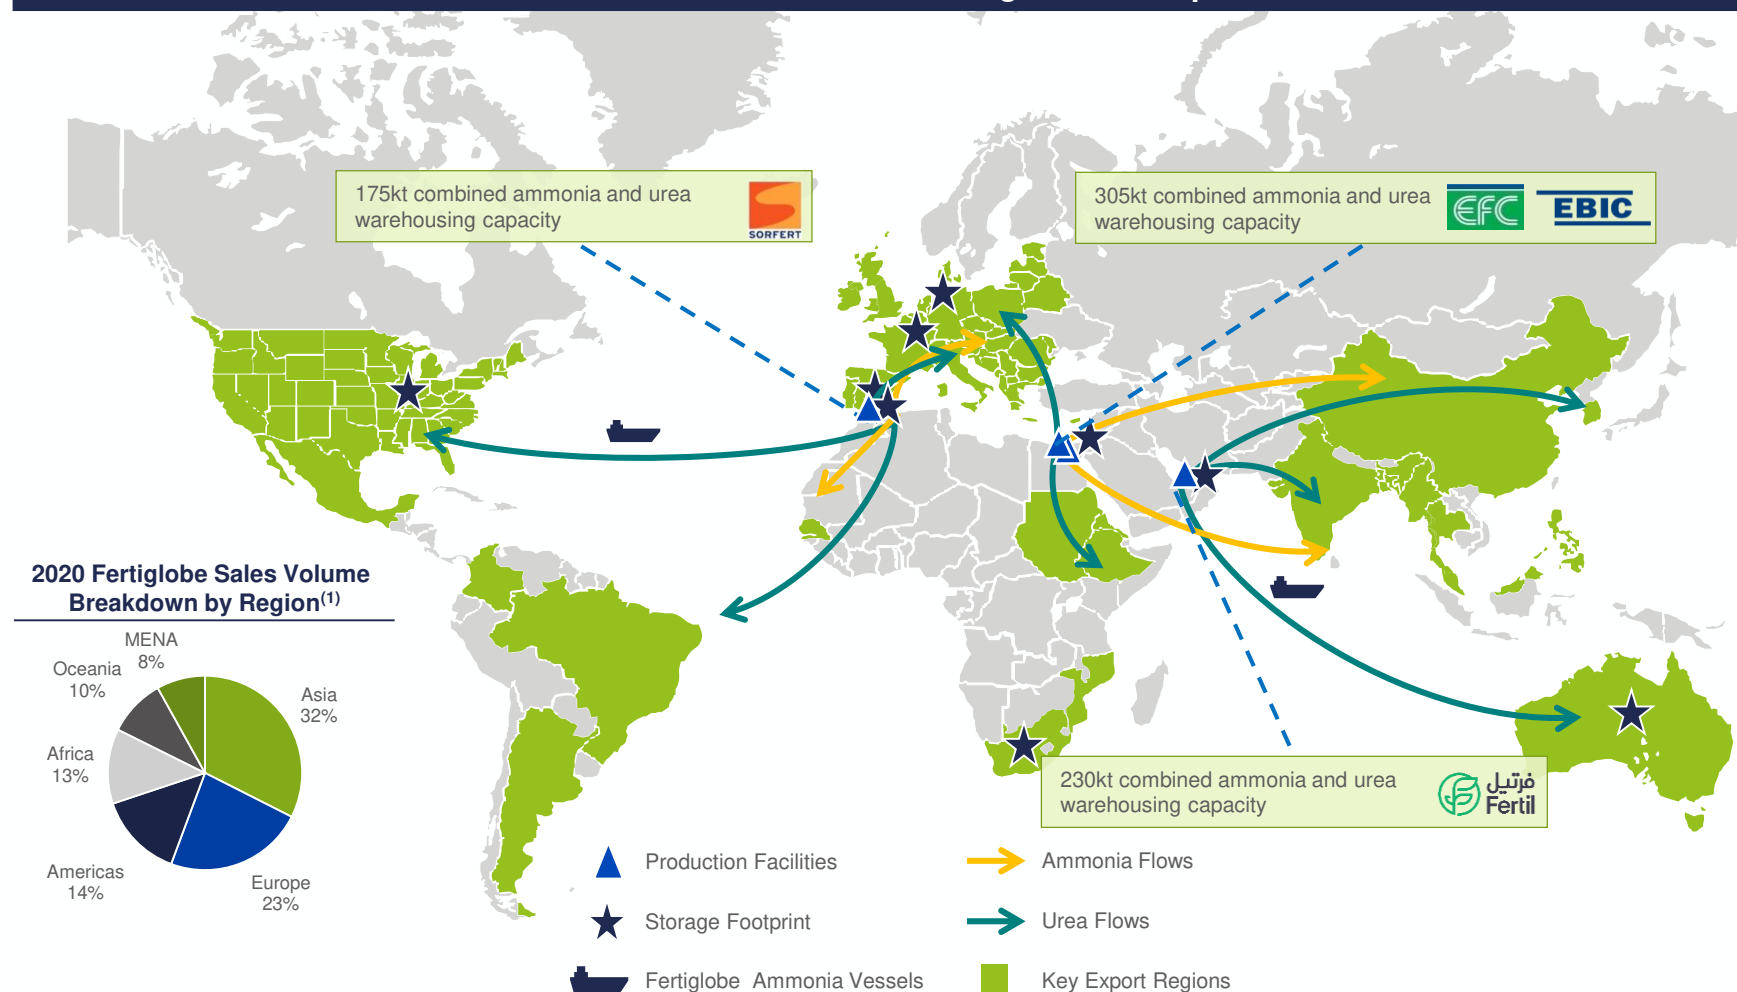 175kt combined ammonia and urea
warehousing capacity
SORFERT
305kt combined ammonia and urea
warehousing capacity
EFC
EBIC
2020 Fertiglobe Sales Volume
Breakdown by Region(1)
MENA
8%
Oceania
10%
Asia
32%
Africa
13%
Americas
14%
Europe
23%
230kt combined ammonia and urea
warehousing capacity
فرتيل
Fertil
Production Facilities
Ammonia Flows
Storage Footprint
Urea Flows
Fertiglobe Ammonia Vessels
Key Export Regions